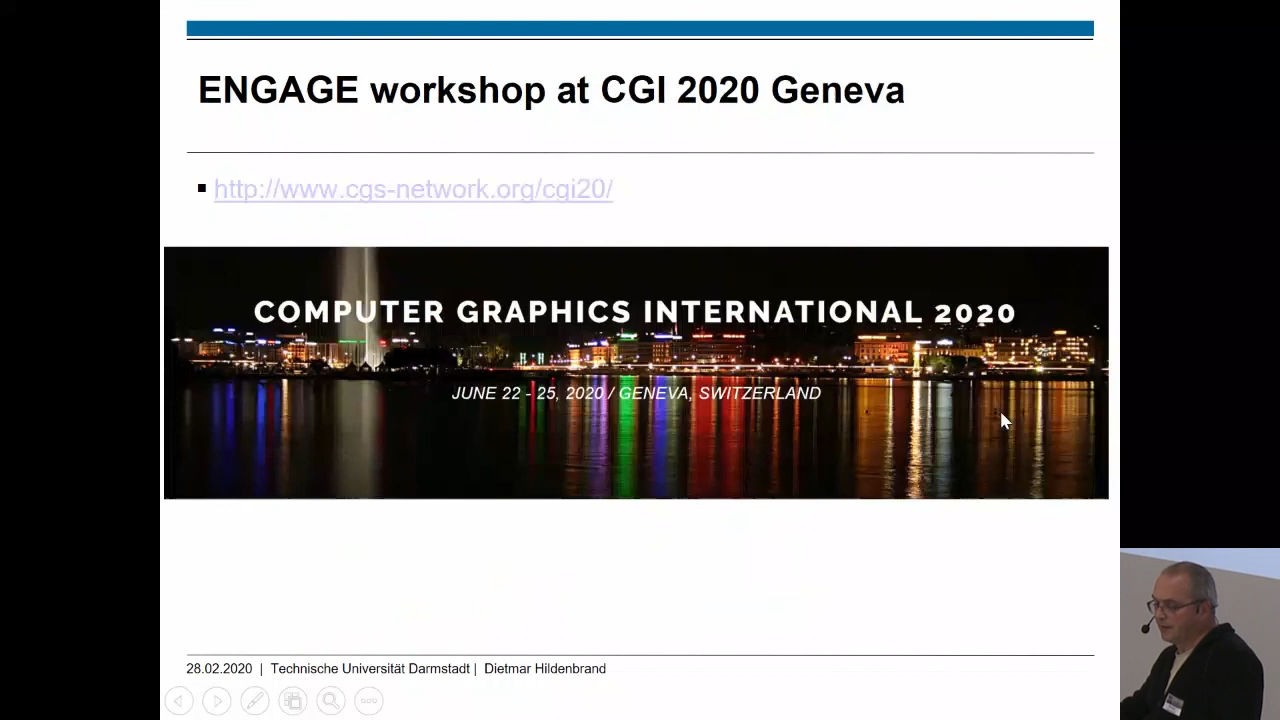 ENGAGE workshop at CGI 2020 Geneva
http://www.cgs-network.org/cgi20/
COMPUTER GRAPHICS INTERNATIONAL 2020
JUNE 22 - 25, 2020 / GENEVA, SWITZERLAND
28.02.2020 | Technische Universität Darmstadt | Dietmar Hildenbrand